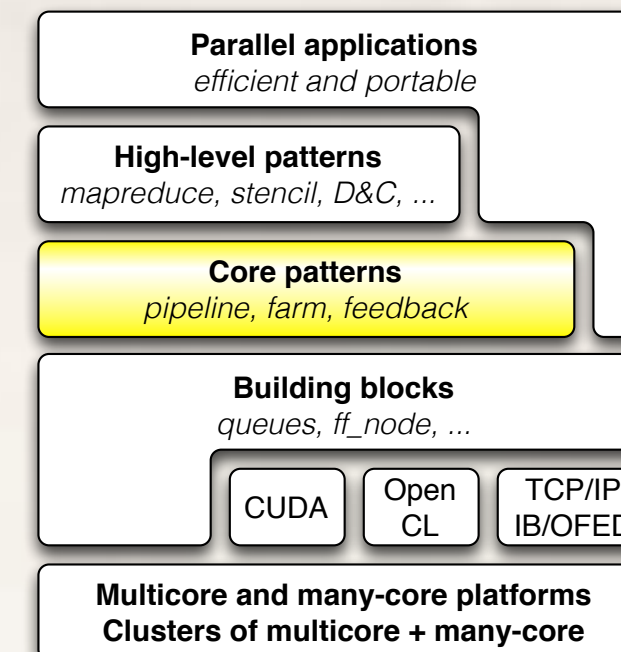 Parallel applications
efficient and portable
High-level patterns
mapreduce, stencil, D&C, ...
Core patterns
pipeline, farm, feedback
Building blocks
queues, ff_node, ...
CUDA
Open
CL
TCP/IP
IB/OFED
Multicore and many-core platforms
Clusters of multicore + many-core